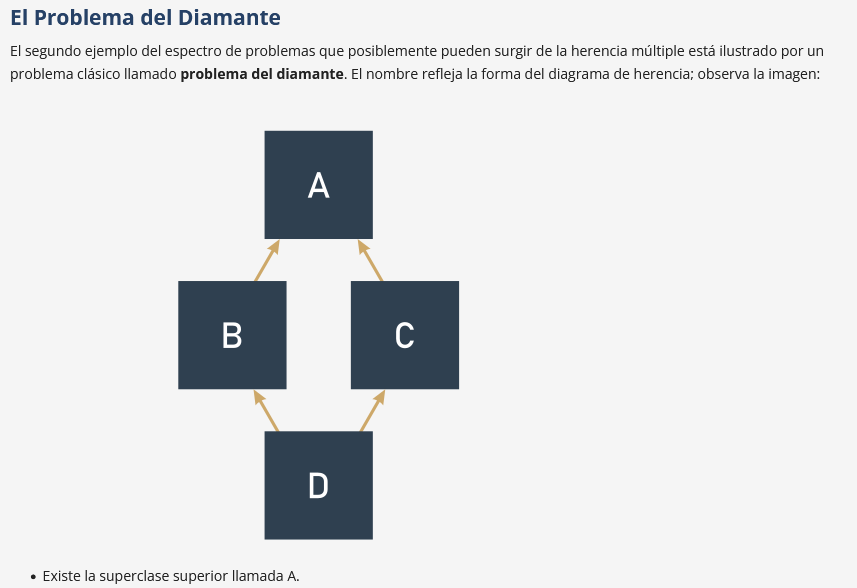 El Problema del Diamante
El segundo ejemplo del espectro de problemas que posiblemente pueden surgir de la herencia múltiple está ilustrado por un
problema clásico llamado problema del diamante. El nombre refleja la forma del diagrama de herencia; observa la imagen:
A
B
C
D
• Existe la superclase superior llamada A.